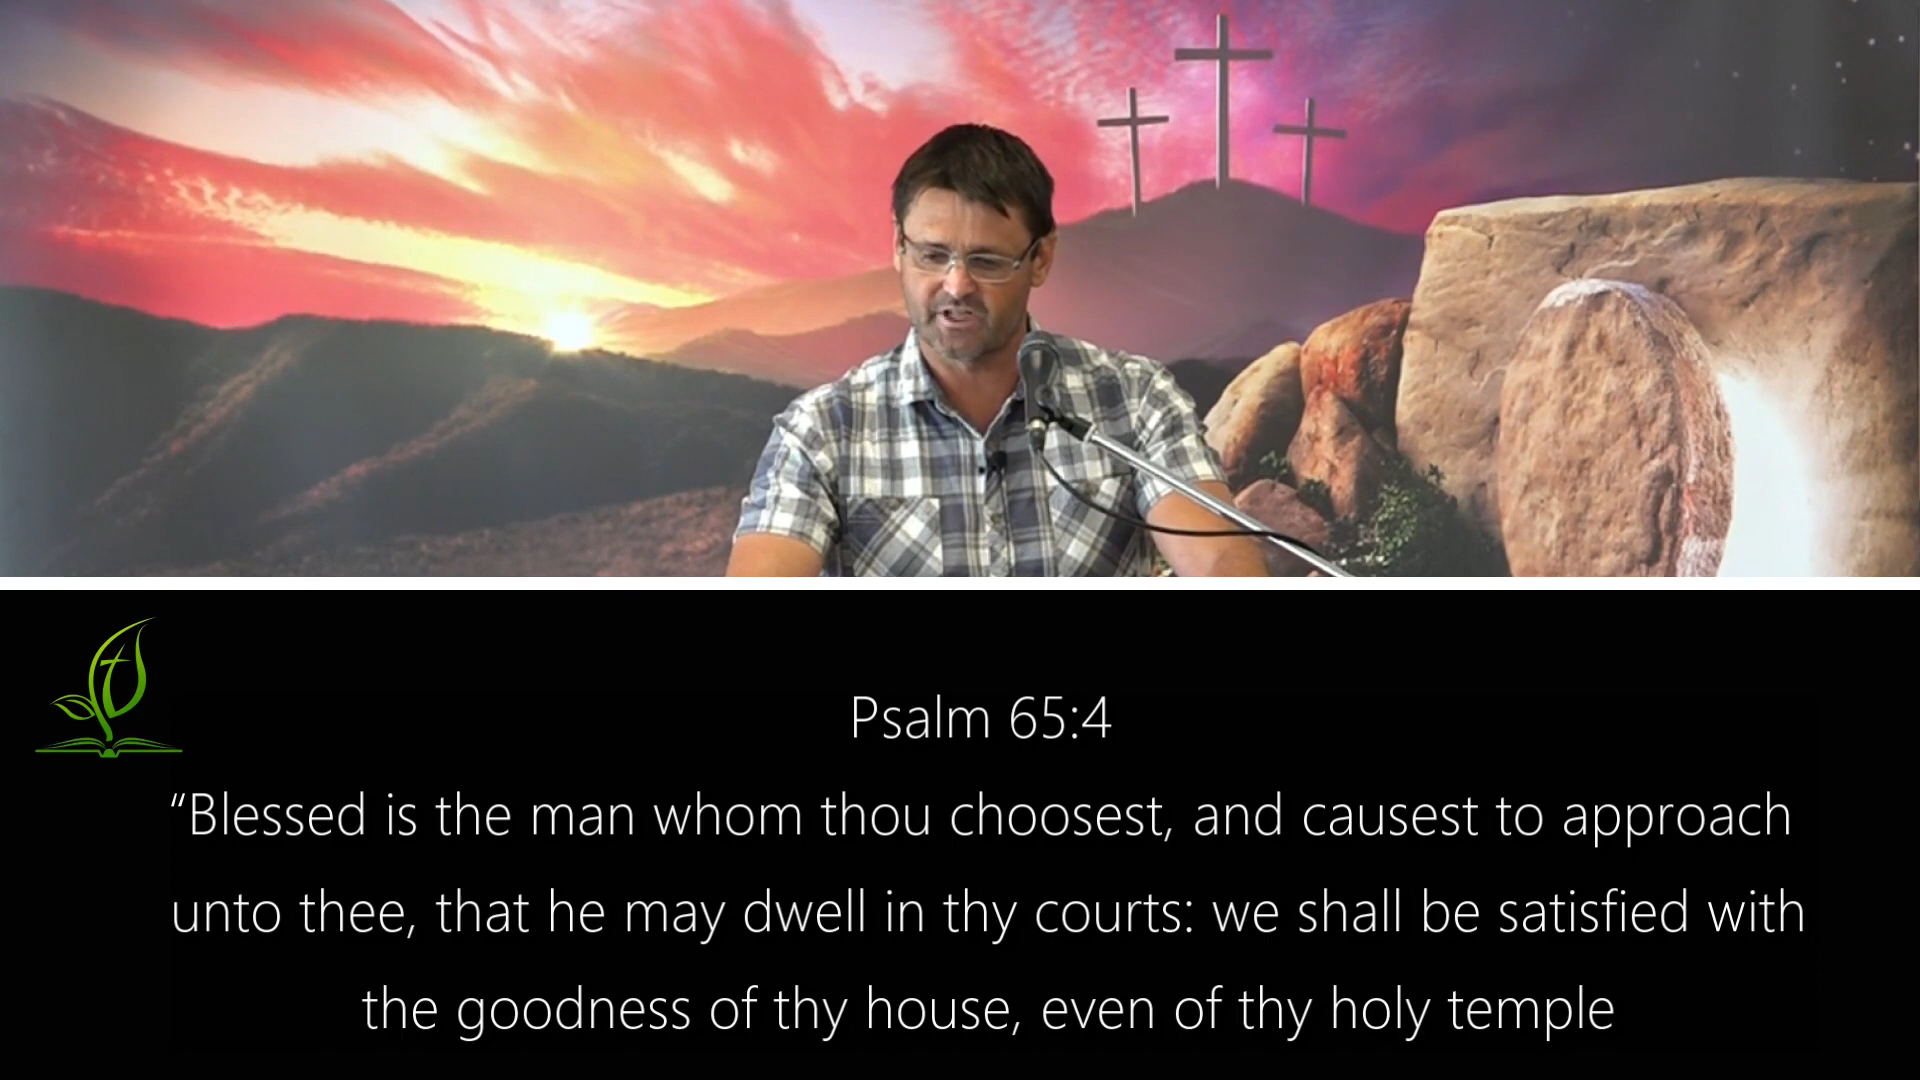 Psalm 65:4
“Blessed is the man whom thou choosest, and causest to approach
unto thee, that he may dwell in thy courts: we shall be satisfied with
the goodness of thy house, even of thy holy temple